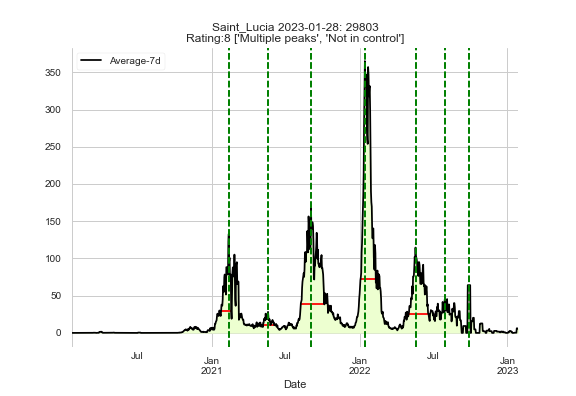 Saint_Lucia 2023-01-28: 29803
Rating:8 ['Multiple peaks', 'Not in control']
Average-7d
350
300
250
200
150
100
50
0
Jul
Jan
2021
Jul
Jan
2022
Jul
Jan
2023
Date